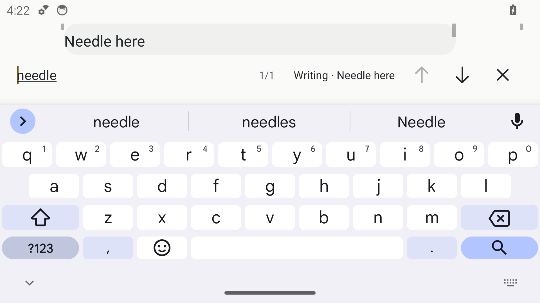 4:22
Needle here
needle 1/1 Writing · Needle here
needle needles Needle
q 1 w 2 e 3 r 4 t 5 y 6 u 7 i 8 o 9 p 0
a s d f g h j k l
z x c v b n m
?123 , .